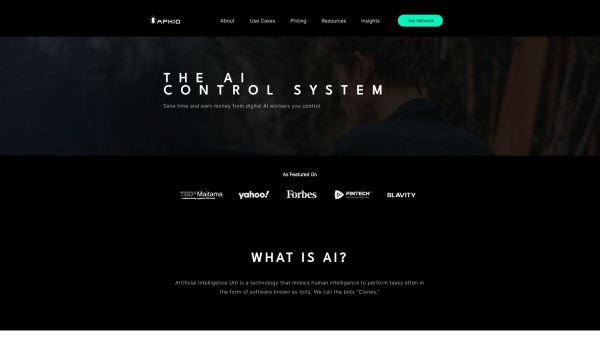 APHID
About
Use Cases
Pricing
Resources
Insights
Join Network
THE AI
CONTROL SYSTEM
Save time and earn money from digital AI workers you control
As Featured On
TEDx Maitama
yahoo!
Forbes
FINTECH
BLAVITY
WHAT IS AI?
Artificial Intelligence (AI) is a technology that mimics human intelligence to perform tasks often in
the form of software known as bots. We call the bots "Clones."